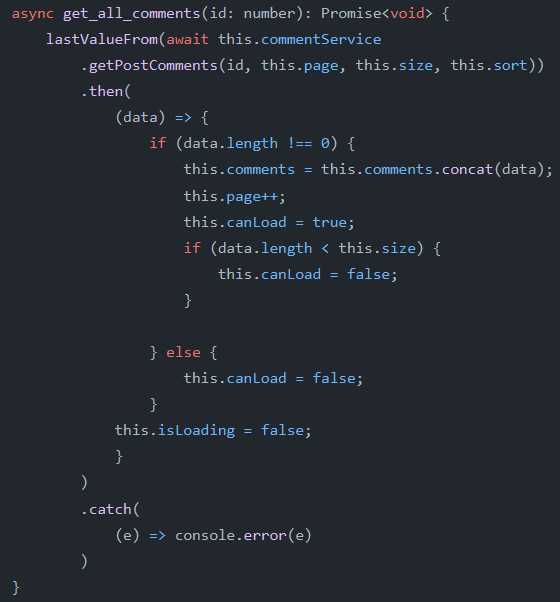 async get_all_comments(id: number): Promise<void> {
    lastValueFrom(await this.commentService
        .getPostComments(id, this.page, this.size, this.sort))
        .then(
            (data) => {
                if (data.length !== 0) {
                    this.comments = this.comments.concat(data);
                    this.page++;
                    this.canLoad = true;
                    if (data.length < this.size) {
                        this.canLoad = false;
                    }

                } else {
                    this.canLoad = false;
                }
            this.isLoading = false;
            }
        )
        .catch(
            (e) => console.error(e)
        )
}